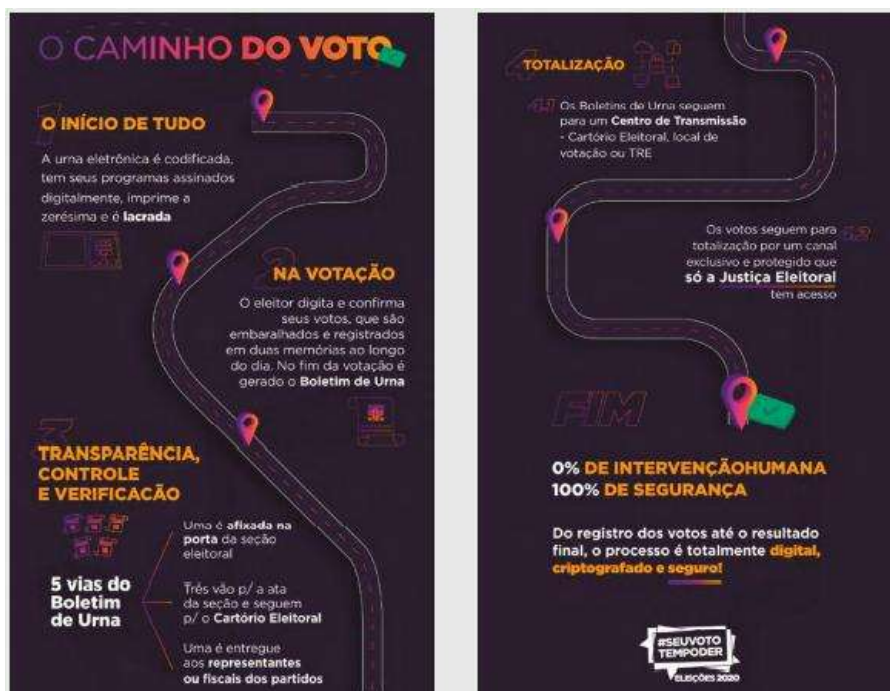 O CAMINHO DO VOTO
1
O INÍCIO DE TUDO
A urna eletrônica é codificada,
tem seus programas assinados
digitalmente, imprime a
zerésima e é lacrada
2
NA VOTAÇÃO
O eleitor digita e confirma
seus votos, que são
embaralhados e registrados
em duas memórias ao longo
do dia. No fim da votação é
gerado o Boletim de Urna
3
TRANSPARÊNCIA,
CONTROLE
E VERIFICACÃO
5 vias do
Boletim
de Urna
Uma é afixada na
porta da seção
eleitoral
Três vão p/ a ata
da seção e seguem
p/ o Cartório Eleitoral
Uma é entregue
aos representantes
ou fiscais dos partidos
4
TOTALIZAÇÃO
4.1
Os Boletins de Urna seguem
para um Centro de Transmissão
- Cartório Eleitoral, local de
votação ou TRE
4.2
Os votos seguem para
totalização por um canal
exclusivo e protegido que
só a Justiça Eleitoral
tem acesso
FIM
0% DE INTERVENÇÃOHUMANA
100% DE SEGURANÇA
Do registro dos votos até o resultado
final, o processo é totalmente digital,
criptografado e seguro!
#SEUVOTO
TEMPODER
ELEIÇÕES 2020